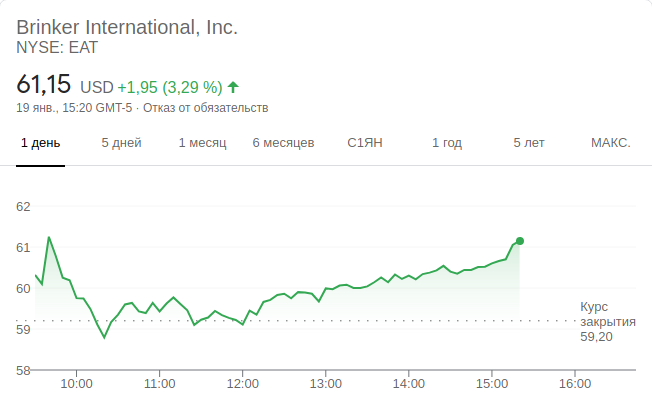 Brinker International, Inc.
NYSE: EAT
61,15 USD +1,95 (3,29 %)
19 янв., 15:20 GMT-5 · Отказ от обязательств
1 день 5 дней 1 месяц 6 месяцев С1ЯН 1 год 5 лет МАКС.
62
61
60
59
58
Курс
закрытия
59,20
10:00 11:00 12:00 13:00 14:00 15:00 16:00